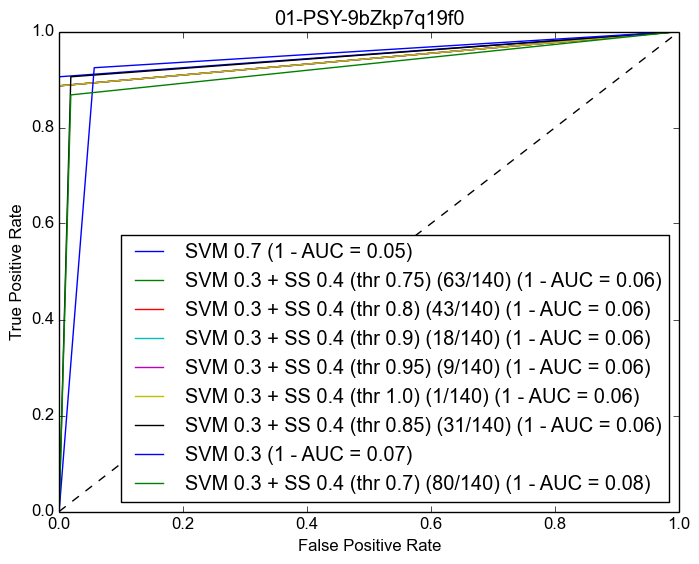 01-PSY-9bZkp7q19f0
1.0
0.8
0.6
0.4
0.2
0.0
True Positive Rate
SVM 0.7 (1 - AUC = 0.05)
SVM 0.3 + SS 0.4 (thr 0.75) (63/140) (1 - AUC = 0.06)
SVM 0.3 + SS 0.4 (thr 0.8) (43/140) (1 - AUC = 0.06)
SVM 0.3 + SS 0.4 (thr 0.9) (18/140) (1 - AUC = 0.06)
SVM 0.3 + SS 0.4 (thr 0.95) (9/140) (1 - AUC = 0.06)
SVM 0.3 + SS 0.4 (thr 1.0) (1/140) (1 - AUC = 0.06)
SVM 0.3 + SS 0.4 (thr 0.85) (31/140) (1 - AUC = 0.06)
SVM 0.3 (1 - AUC = 0.07)
SVM 0.3 + SS 0.4 (thr 0.7) (80/140) (1 - AUC = 0.08)
0.0 0.2 0.4 0.6 0.8 1.0
False Positive Rate